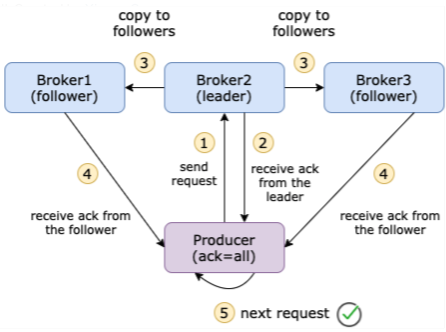 copy to
followers
copy to
followers
3
3
Broker1
(follower)
Broker2
(leader)
Broker3
(follower)
1
send
request
2
receive ack
from the
leader
4
receive ack from
the follower
4
receive ack from
the follower
Producer
(ack=all)
5 next request